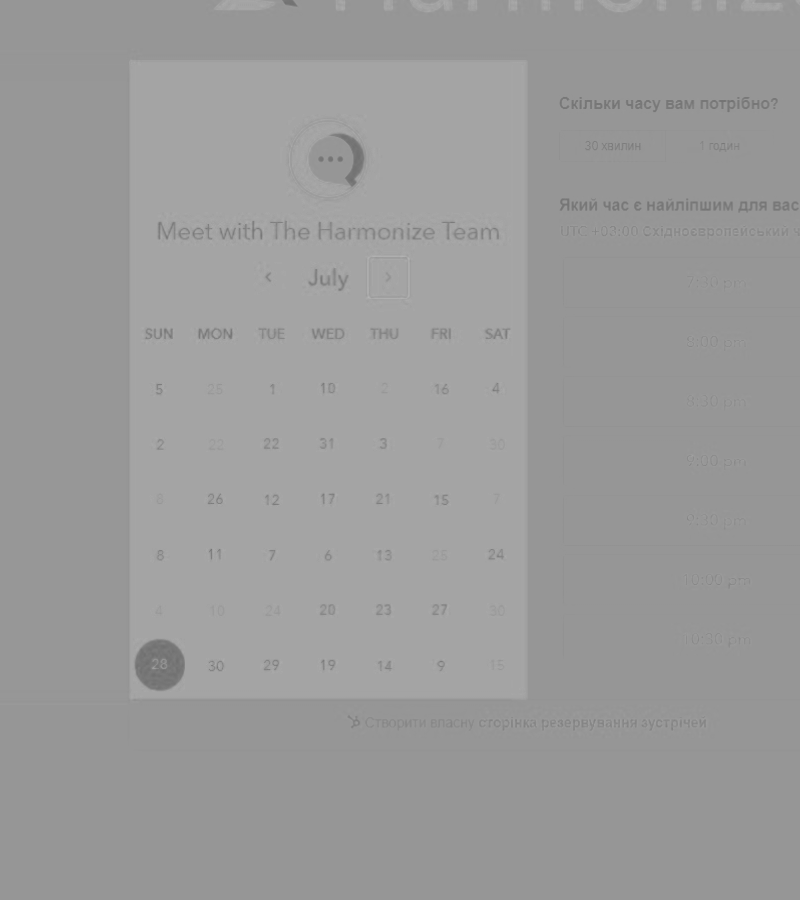 Harmonize
Скільки часу вам потрібно?
30 хвилин
1 годин
Meet with The Harmonize Team
Який час є найліпшим для вас
UTC +03:00 Східноєвропейський
July
7:30 pm
SUN MON TUE WED THU FRI SAT
8:00 pm
5 25 1 10 2 16 4
8:30 pm
2 22 22 31 3 7 30
9:00 pm
8 26 12 17 21 15 7
9:30 pm
8 11 7 6 13 25 24
10:00 pm
4 10 24 20 23 27 30
10:30 pm
28 30 29 19 14 9 15
Створити власну сторінка резервування зустрічей